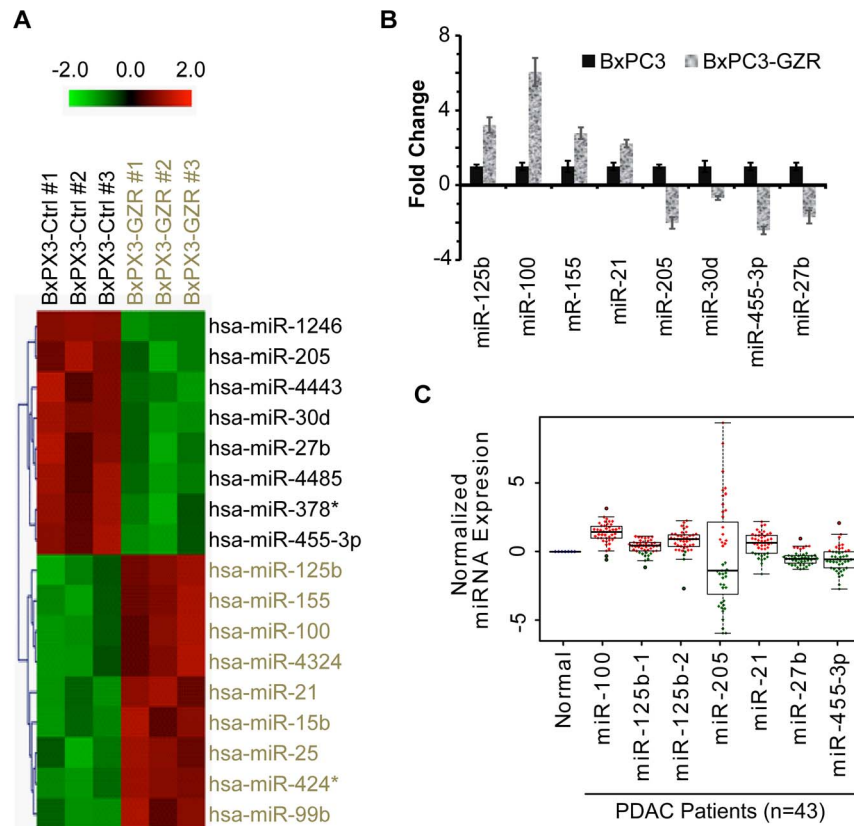 A
-2.0 0.0 2.0
BxPX3-Ctrl #1
BxPX3-Ctrl #2
BxPX3-Ctrl #3
BxPX3-GZR #1
BxPX3-GZR #2
BxPX3-GZR #3
hsa-miR-1246
hsa-miR-205
hsa-miR-4443
hsa-miR-30d
hsa-miR-27b
hsa-miR-4485
hsa-miR-378*
hsa-miR-455-3p
hsa-miR-125b
hsa-miR-155
hsa-miR-100
hsa-miR-4324
hsa-miR-21
hsa-miR-15b
hsa-miR-25
hsa-miR-424*
hsa-miR-99b
B
Fold Change
8
4
0
-4
BxPC3
BxPC3-GZR
miR-125b
miR-100
mR-155
miR-21
miR-205
miR-30d
miR-455-3p
miR-27b
C
Normalized
miRNA Expresion
5
0
-5
Normal
miR-100
miR-125b-1
miR-125b-2
miR-205
miR-21
miR-27b
miR-455-3p
PDAC Patients (n=43)